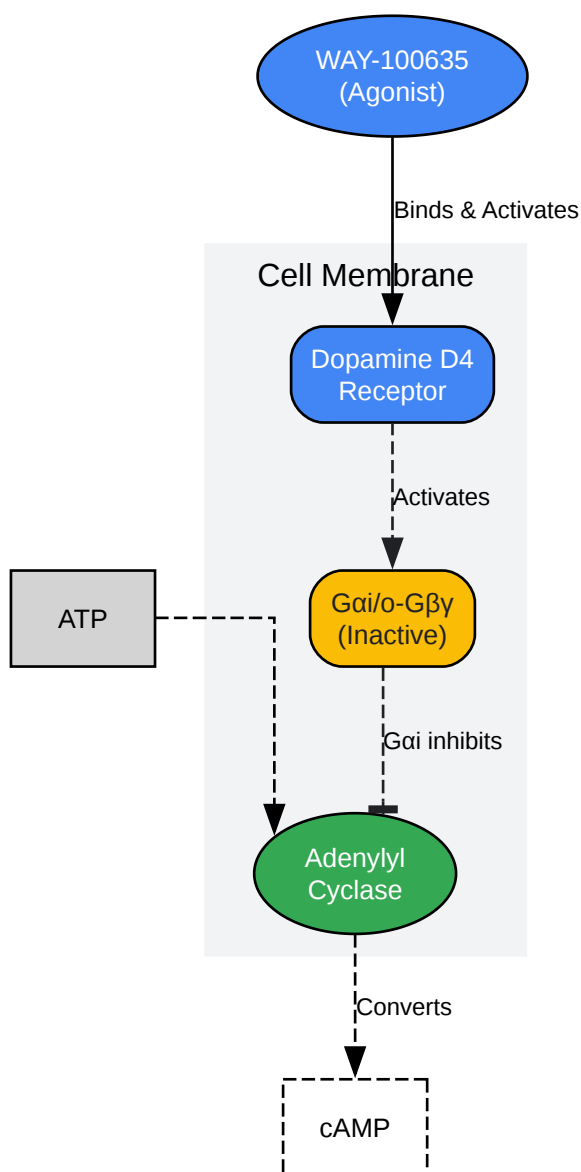 WAY-100635
(Agonist)
Binds & Activates
Cell Membrane
Dopamine D4
Receptor
Activates
ATP
Gαi/o-Gβγ
(Inactive)
Gαi inhibits
Adenylyl
Cyclase
Converts
cAMP